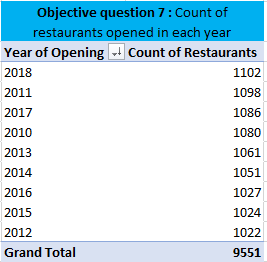 Objective question 7 : Count of
restaurants opened in each year
Year of Opening Count of Restaurants
2018 1102
2011 1098
2017 1086
2010 1080
2013 1061
2014 1051
2016 1027
2015 1024
2012 1022
Grand Total 9551